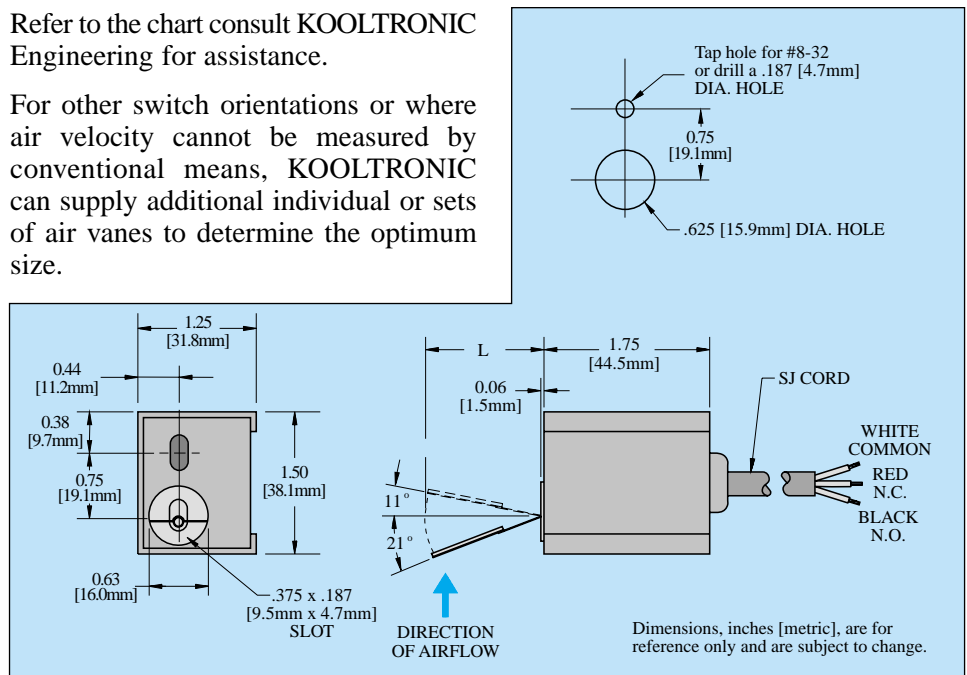 Refer to the chart consult KOOLTRONIC
Engineering for assistance.
For other switch orientations or where
air velocity cannot be measured by
conventional means, KOOLTRONIC
can supply additional individual or sets
of air vanes to determine the optimum
size.
Tap hole for #8-32
or drill a .187 [4.7mm]
DIA. HOLE
0.75
[19.1mm]
.625 [15.9mm] DIA. HOLE
1.25
[31.8mm]
0.44
[11.2mm]
0.38
[9.7mm]
0.75
[19.1mm]
1.50
[38.1mm]
0.63
[16.0mm]
.375 x .187
[9.5mm x 4.7mm]
SLOT
L
1.75
[44.5mm]
0.06
[1.5mm]
11°
21°
DIRECTION
OF AIRFLOW
SJ CORD
WHITE
COMMON
RED
N.C.
BLACK
N.O.
Dimensions, inches [metric], are for
reference only and are subject to change.